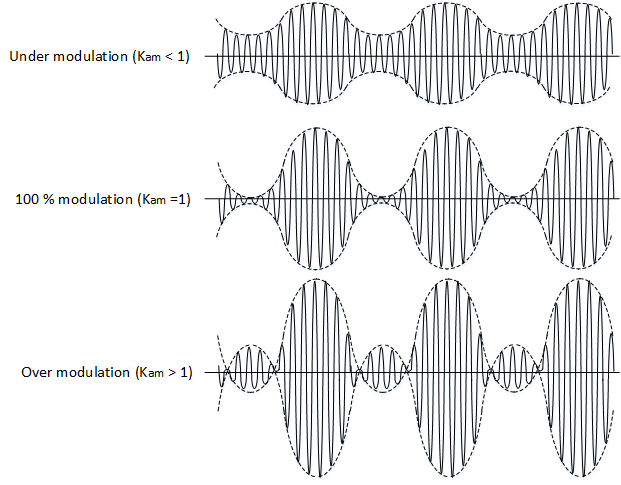 Under modulation (Kam < 1)
100 % modulation (Kam =1)
Over modulation (Kam > 1)